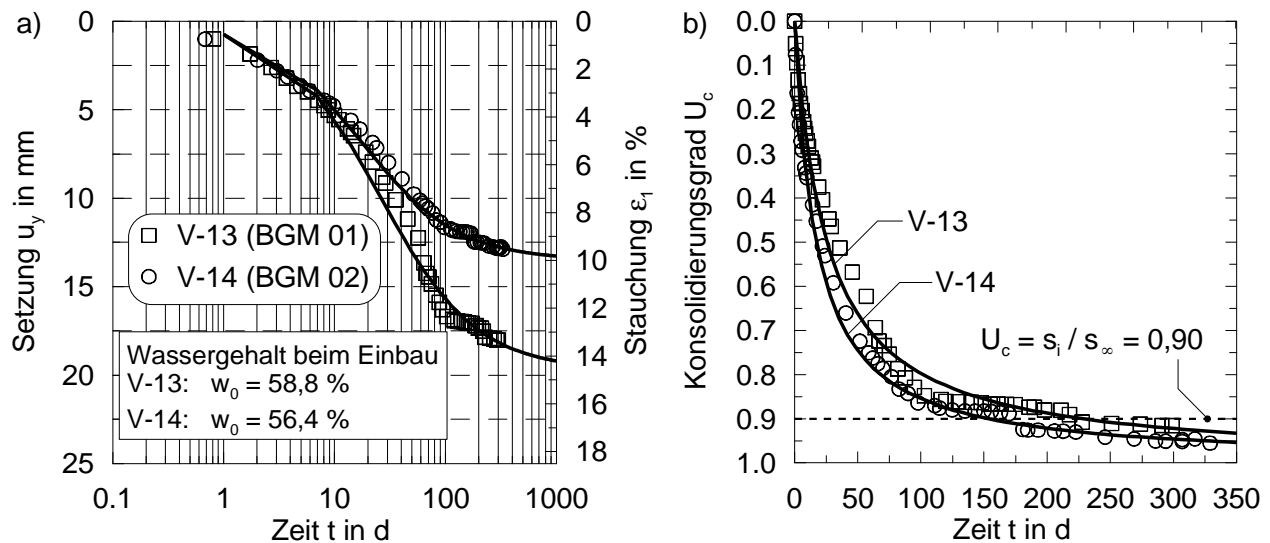 a)
0
5
10
15
20
25
Setzung u_y in mm
0.1
1
10
100
1000
Zeit t in d
0
2
4
6
8
10
12
14
16
18
Stauchung ε_1 in %
V-13 (BGM 01)
V-14 (BGM 02)
Wassergehalt beim Einbau
V-13: w_0 = 58,8 %
V-14: w_0 = 56,4 %
b)
0.0
0.1
0.2
0.3
0.4
0.5
0.6
0.7
0.8
0.9
1.0
Konsolidierungsgrad U_c
V-13
V-14
U_c = s_i / s_∞ = 0,90
0
50
100
150
200
250
300
350
Zeit t in d